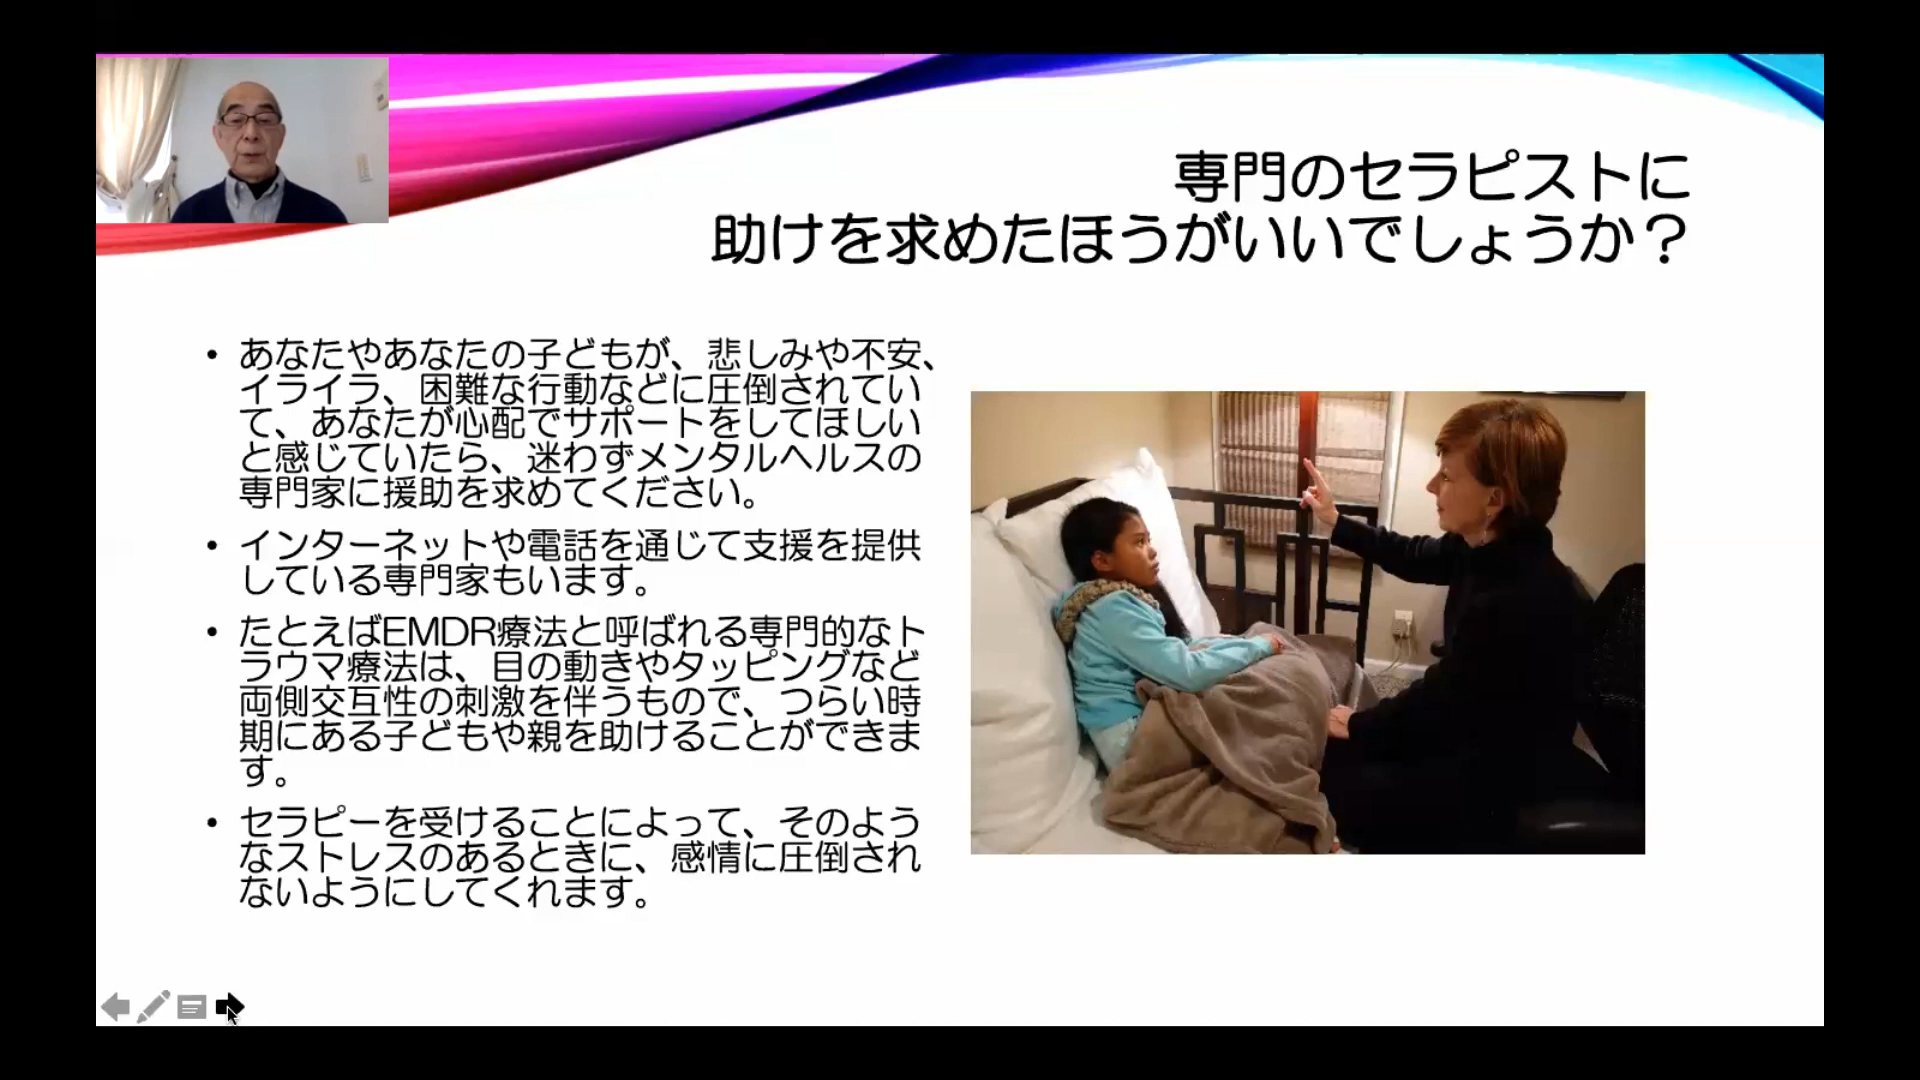 専門のセラピストに
助けを求めたほうがいいでしょうか？
• あなたやあなたの子どもが、悲しみや不安、
イライラ、困難な行動などに圧倒されてい
て、あなたが心配でサポートをしてほしい
と感じていたら、迷わずメンタルヘルスの
専門家に援助を求めてください。
• インターネットや電話を通じて支援を提供
している専門家もいます。
• たとえばEMDR療法と呼ばれる専門的なト
ラウマ療法は、目の動きやタッピングなど
両側交互性の刺激を伴うもので、つらい時
期にある子どもや親を助けることができま
す。
• セラピーを受けることによって、そのよう
なストレスのあるときに、感情に圧倒され
ないようにしてくれます。